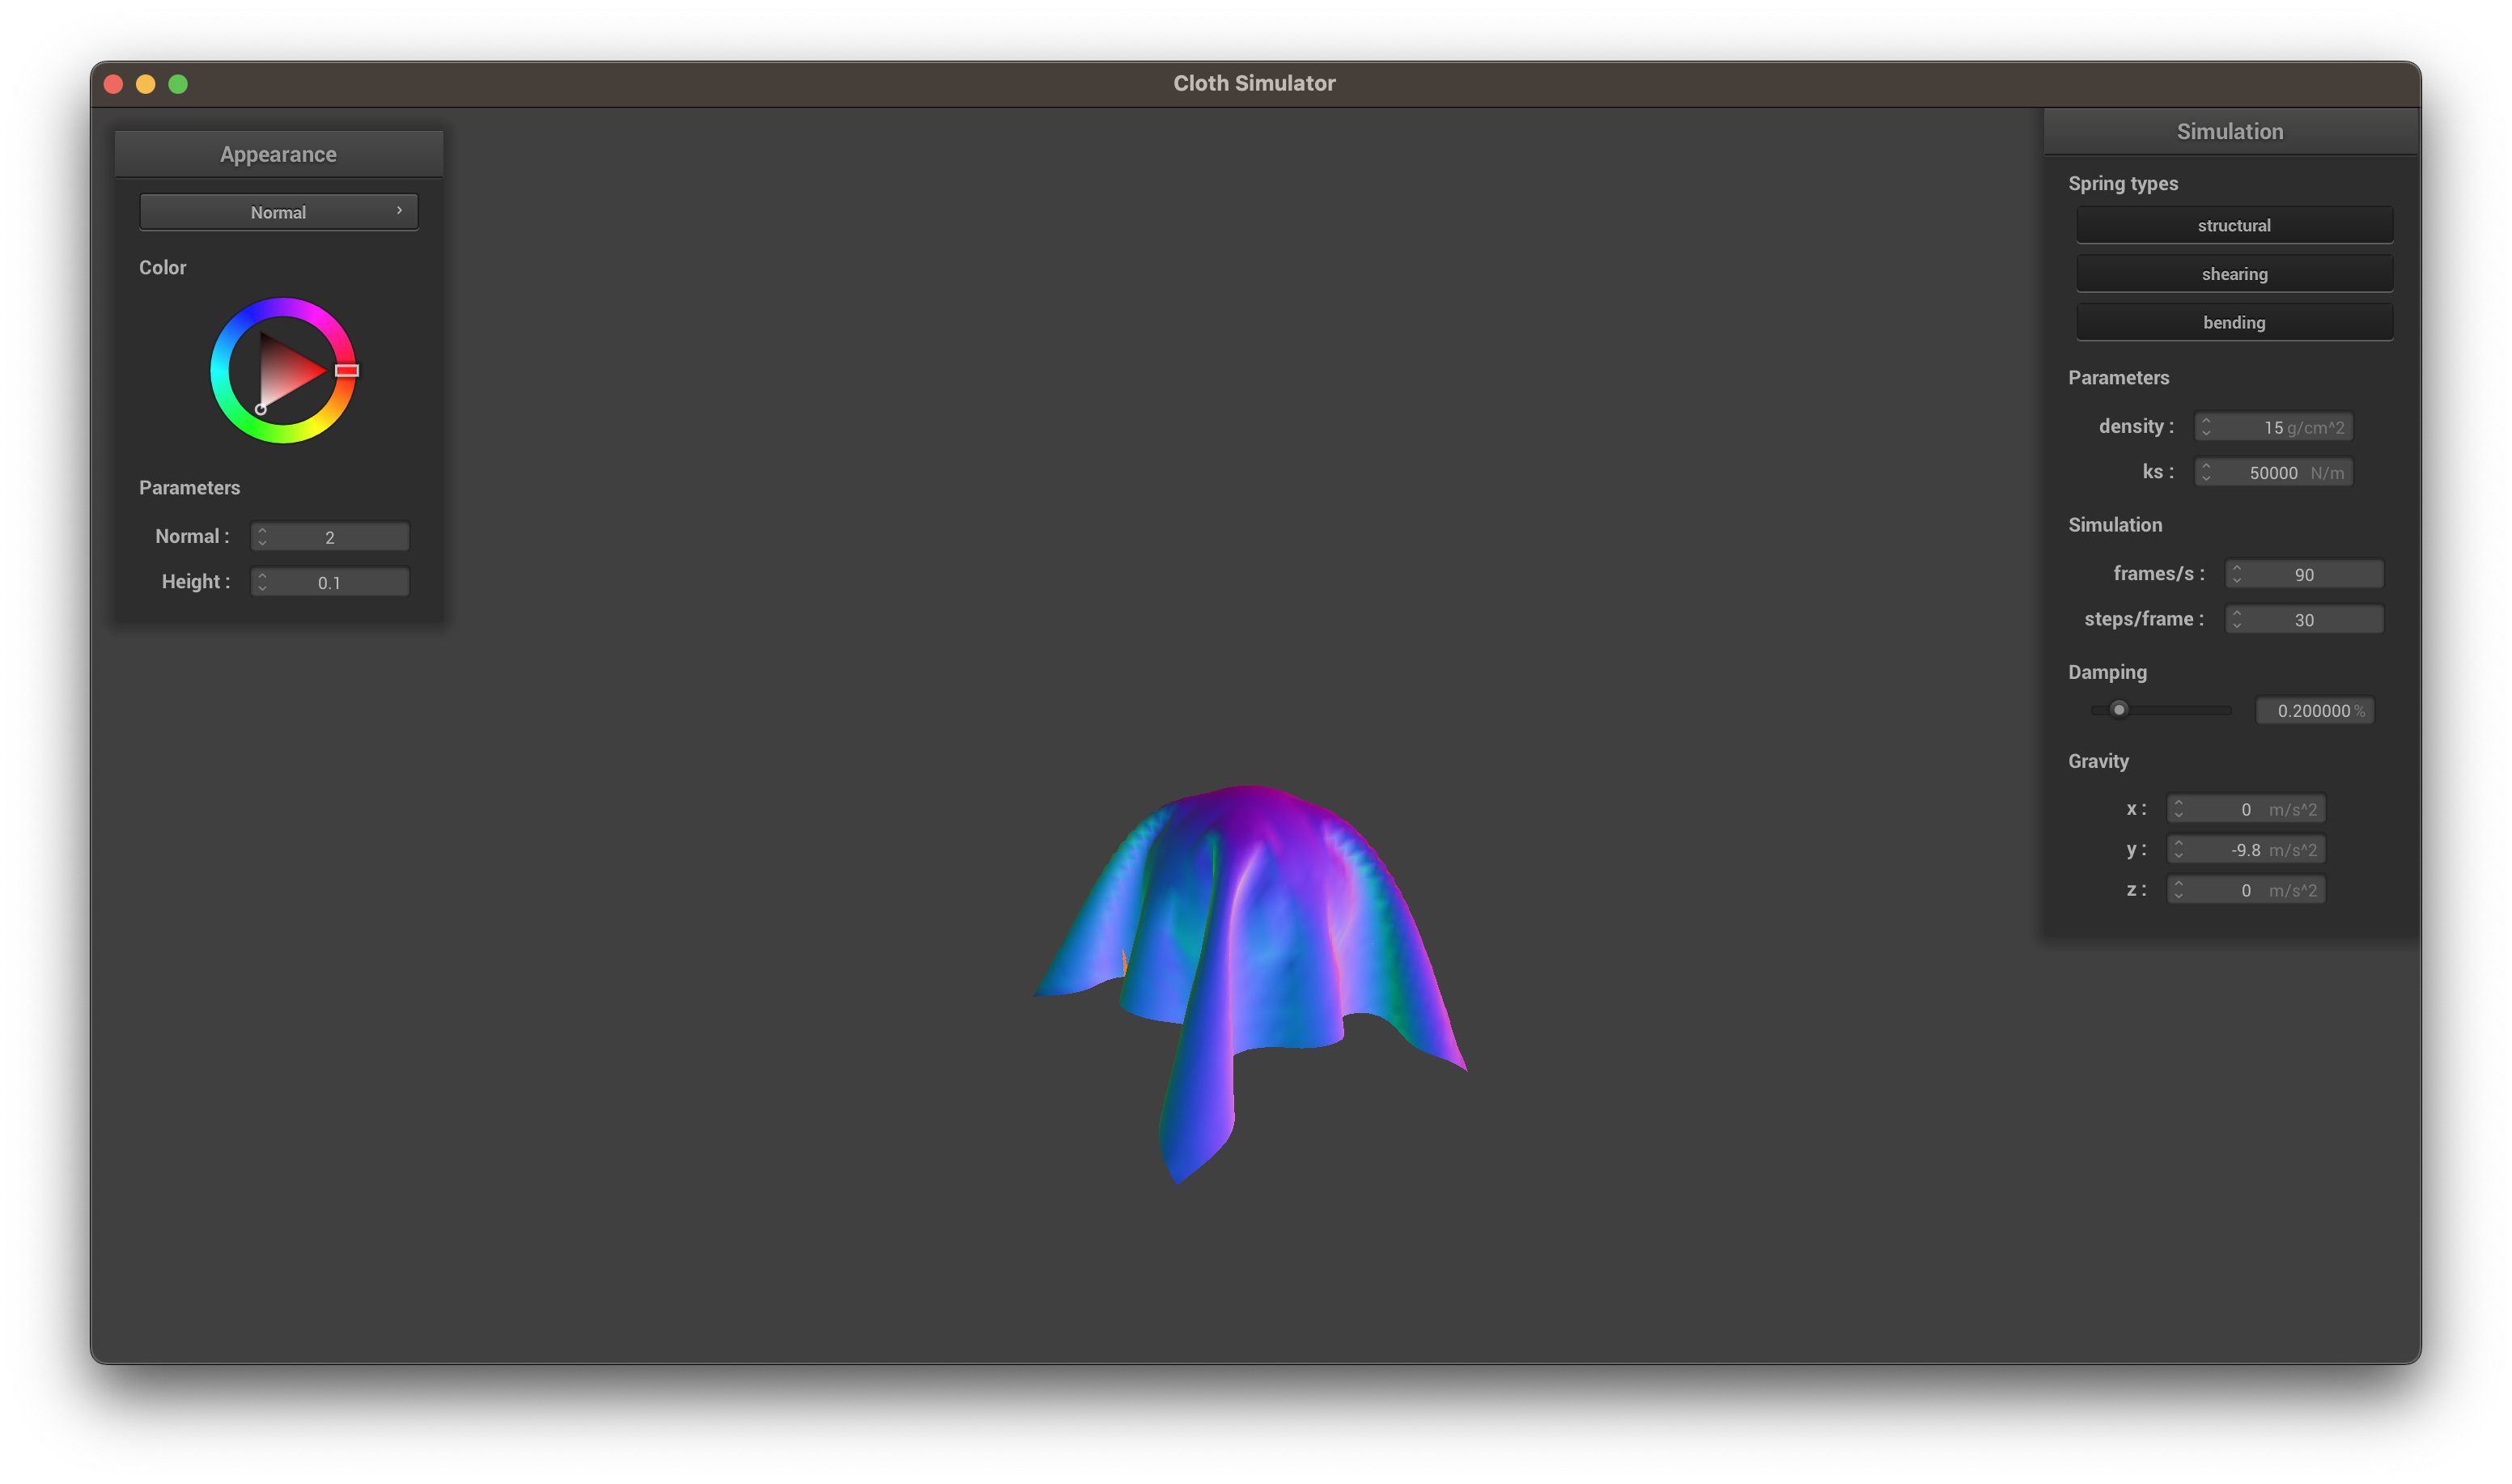 Cloth Simulator
Appearance
Normal
Color
Parameters
Normal : 2
Height : 0.1
Simulation
Spring types
structural
shearing
bending
Parameters
density : 15 g/cm^2
ks : 50000 N/m
Simulation
frames/s : 90
steps/frame : 30
Damping
0.200000 %
Gravity
x : 0 m/s^2
y : -9.8 m/s^2
z : 0 m/s^2